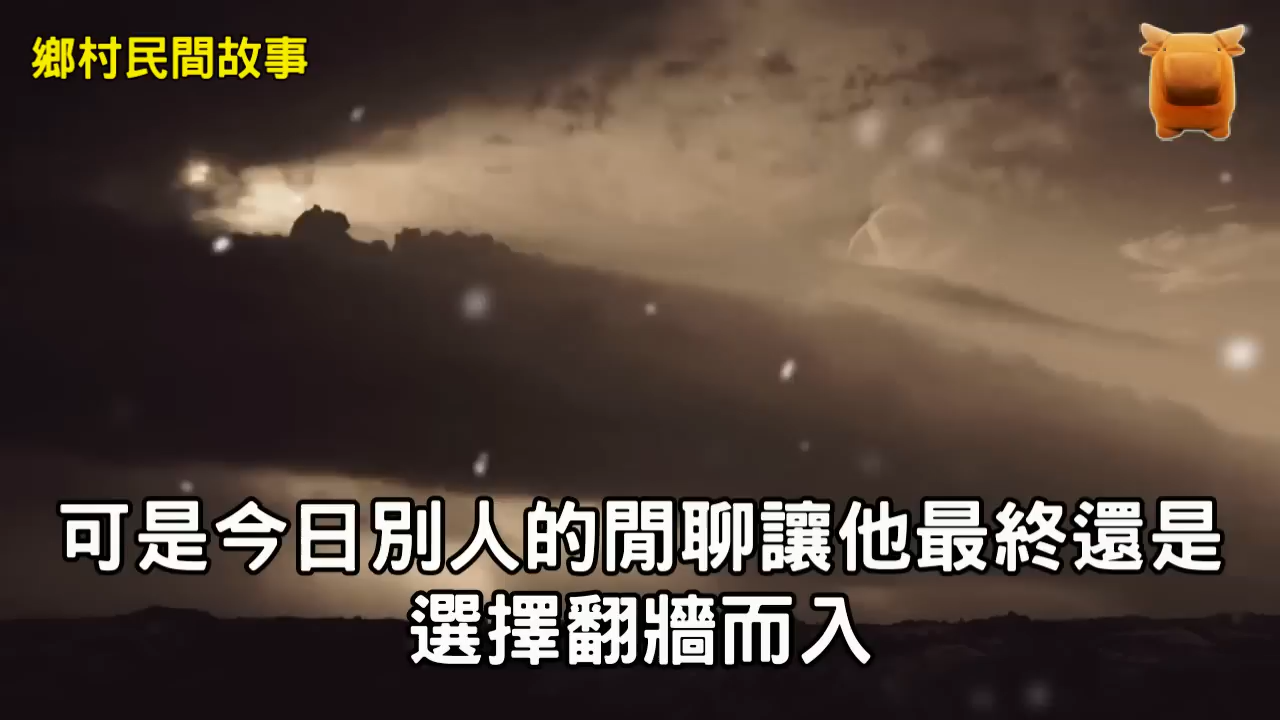 鄉村民間故事
可是今日別人的閒聊讓他最終還是
選擇翻牆而入